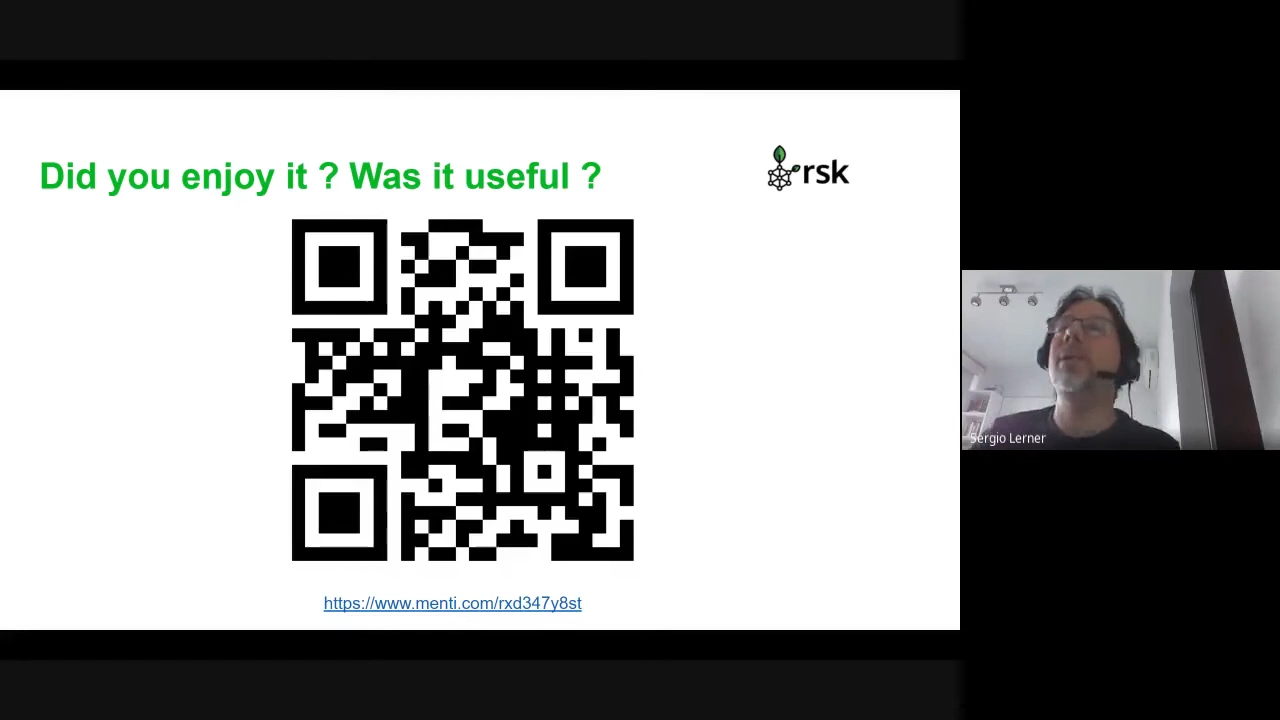 Did you enjoy it ? Was it useful ?
rsk
https://www.menti.com/rxd347y8st
Sergio Lerner